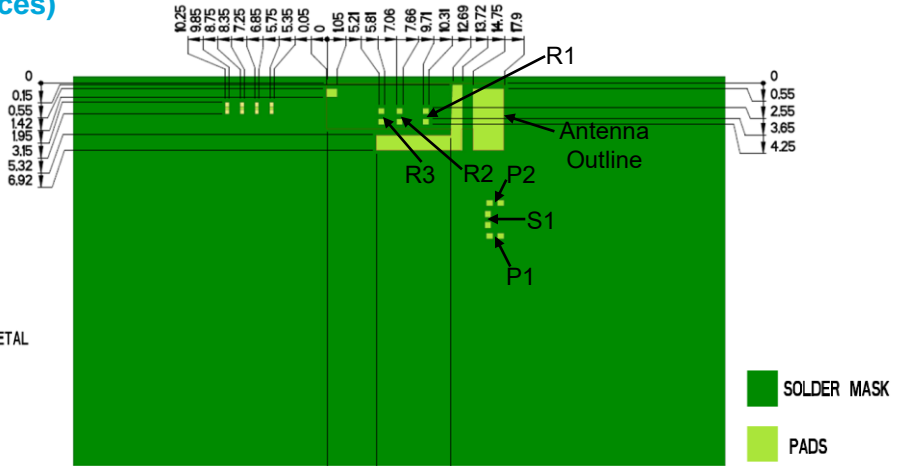 ces)
10.25
9.85
8.75
8.35
7.25
6.85
5.75
5.35
0.05
0
1.05
5.21
5.81
7.06
7.66
9.71
10.31
12.69
13.72
14.75
17.9
0
0.15
0.55
1.42
1.95
3.15
5.32
6.92
0
0.55
2.55
3.65
4.25
R1
Antenna
Outline
R3
R2
P2
S1
P1
ETAL
SOLDER MASK
PADS